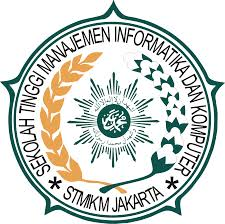 SEKOLAH TINGGI MANAJEMEN INFORMATIKA DAN KOMPUTER
STMIKM JAKARTA